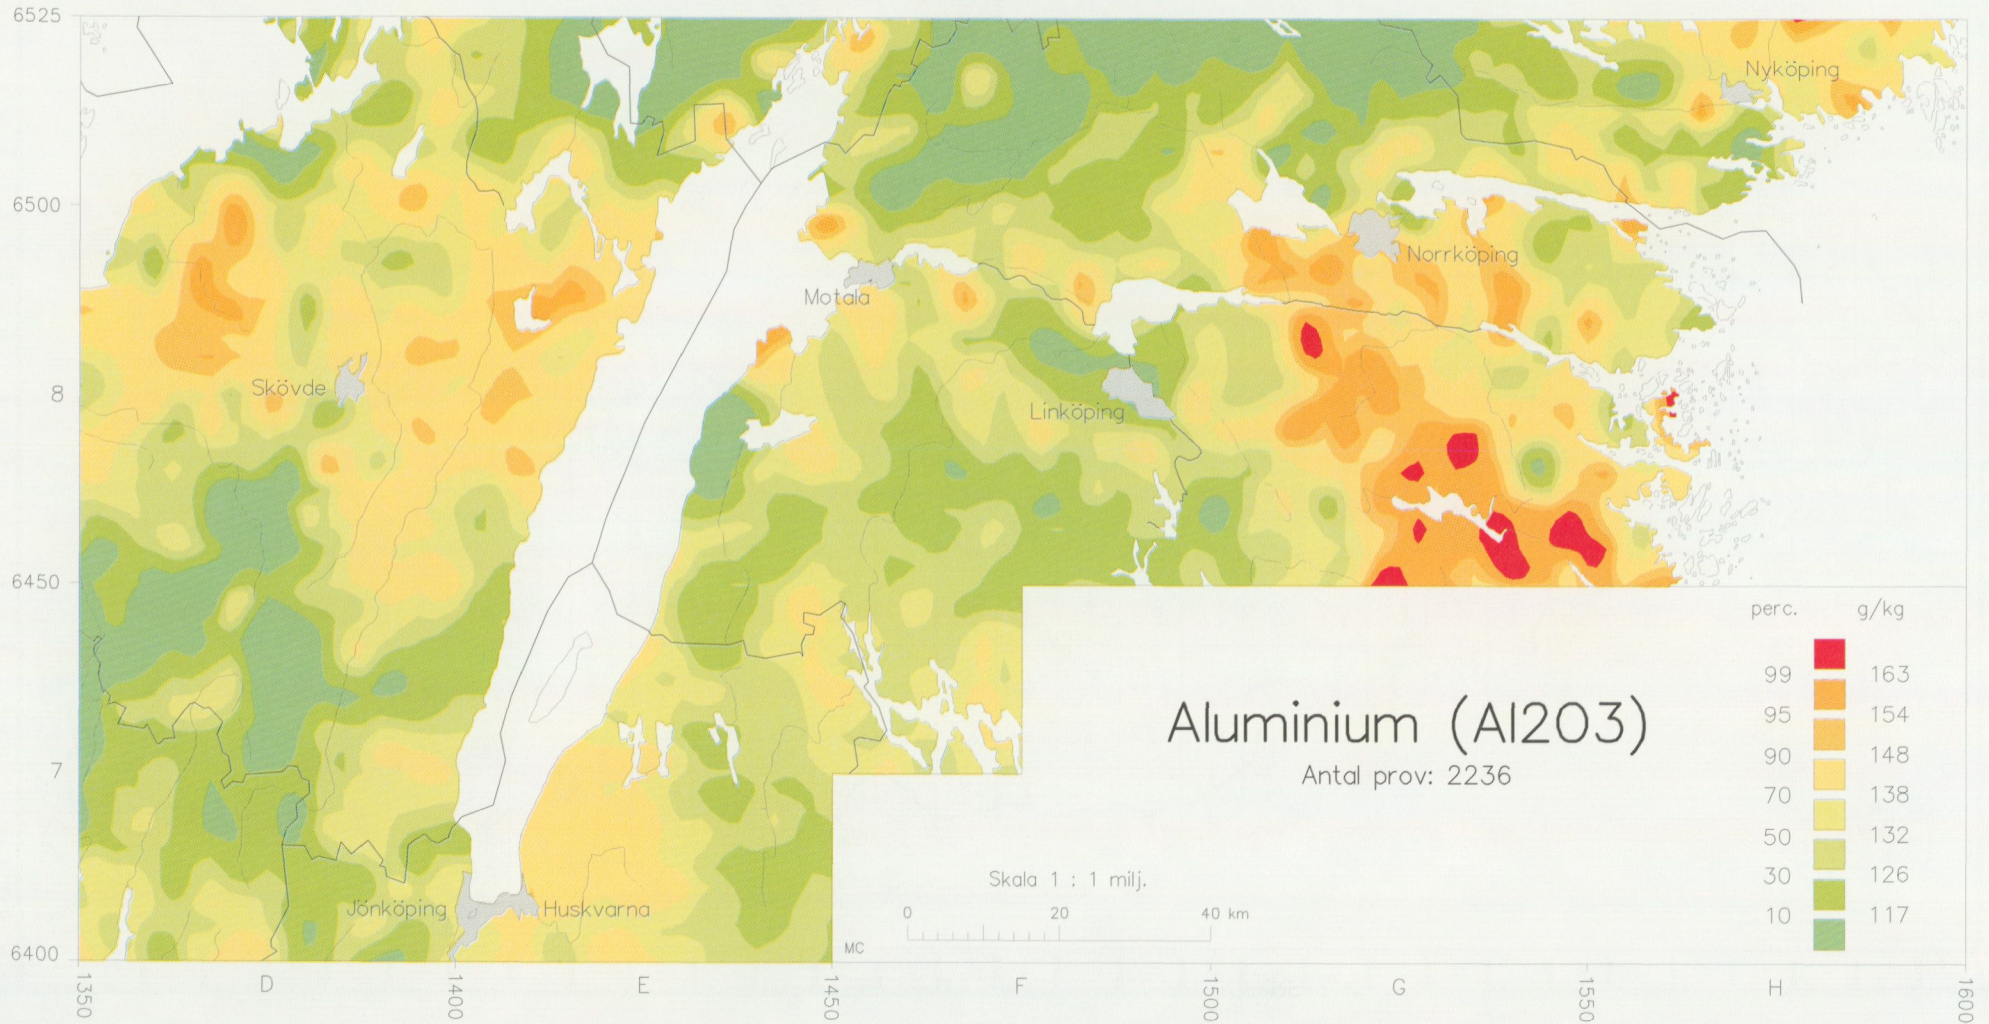 6525
Nyköping
6500
Norrköping
Motala
8
Skövde
Linköping
6450
perc. g/kg
99 163
95 154
90 148
70 138
50 132
30 126
10 117
Aluminium (Al2O3)
Antal prov: 2236
7
Skala 1 : 1 milj.
0 20 40 km
Jönköping Huskvarna
MC
6400
1350 D 1400 E 1450 F 1500 G 1550 H 1600